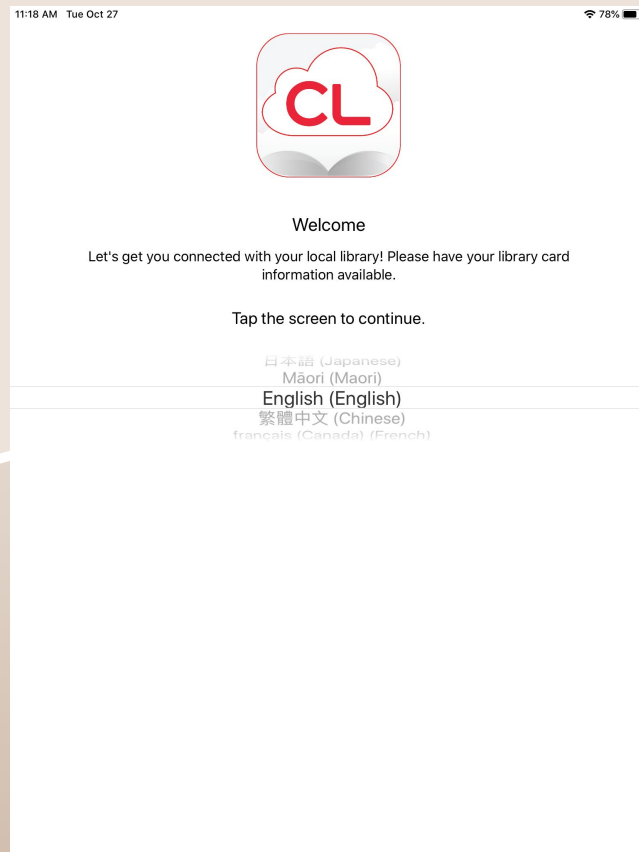 11:18 AM Tue Oct 27 78%
CL
Welcome
Let's get you connected with your local library! Please have your library card
information available.
Tap the screen to continue.
日本語 (Japanese)
Māori (Maori)
English (English)
繁體中文 (Chinese)
français (Canada) (French)